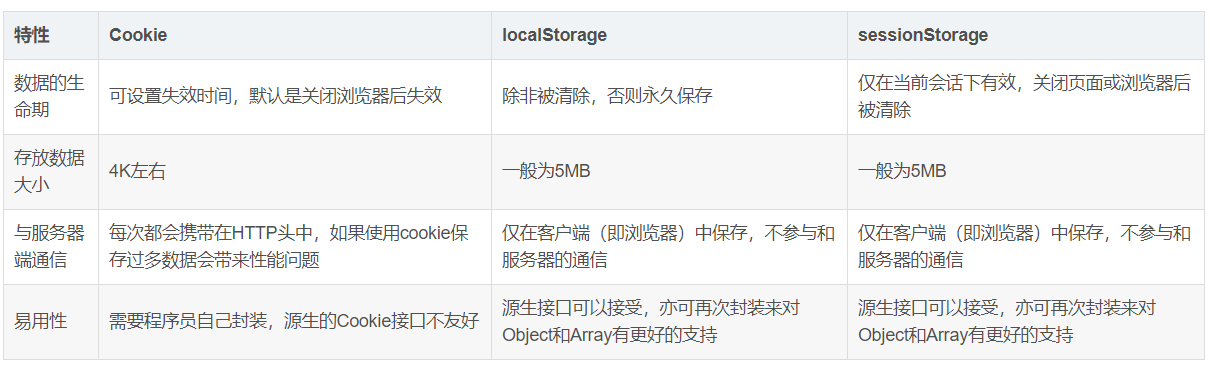 特性
Cookie
localStorage
sessionStorage
数据的生
命期
可设置失效时间，默认是关闭浏览器后失效
除非被清除，否则永久保存
仅在当前会话下有效，关闭页面或浏览器后
被清除
存放数据
大小
4K左右
一般为5MB
一般为5MB
与服务器
端通信
每次都会携带在HTTP头中，如果使用cookie保
存过多数据会带来性能问题
仅在客户端（即浏览器）中保存，不参与和
服务器的通信
仅在客户端（即浏览器）中保存，不参与和
服务器的通信
易用性
需要程序员自己封装，源生的Cookie接口不友好
源生接口可以接受，亦可再次封装来对
Object和Array有更好的支持
源生接口可以接受，亦可再次封装来对
Object和Array有更好的支持